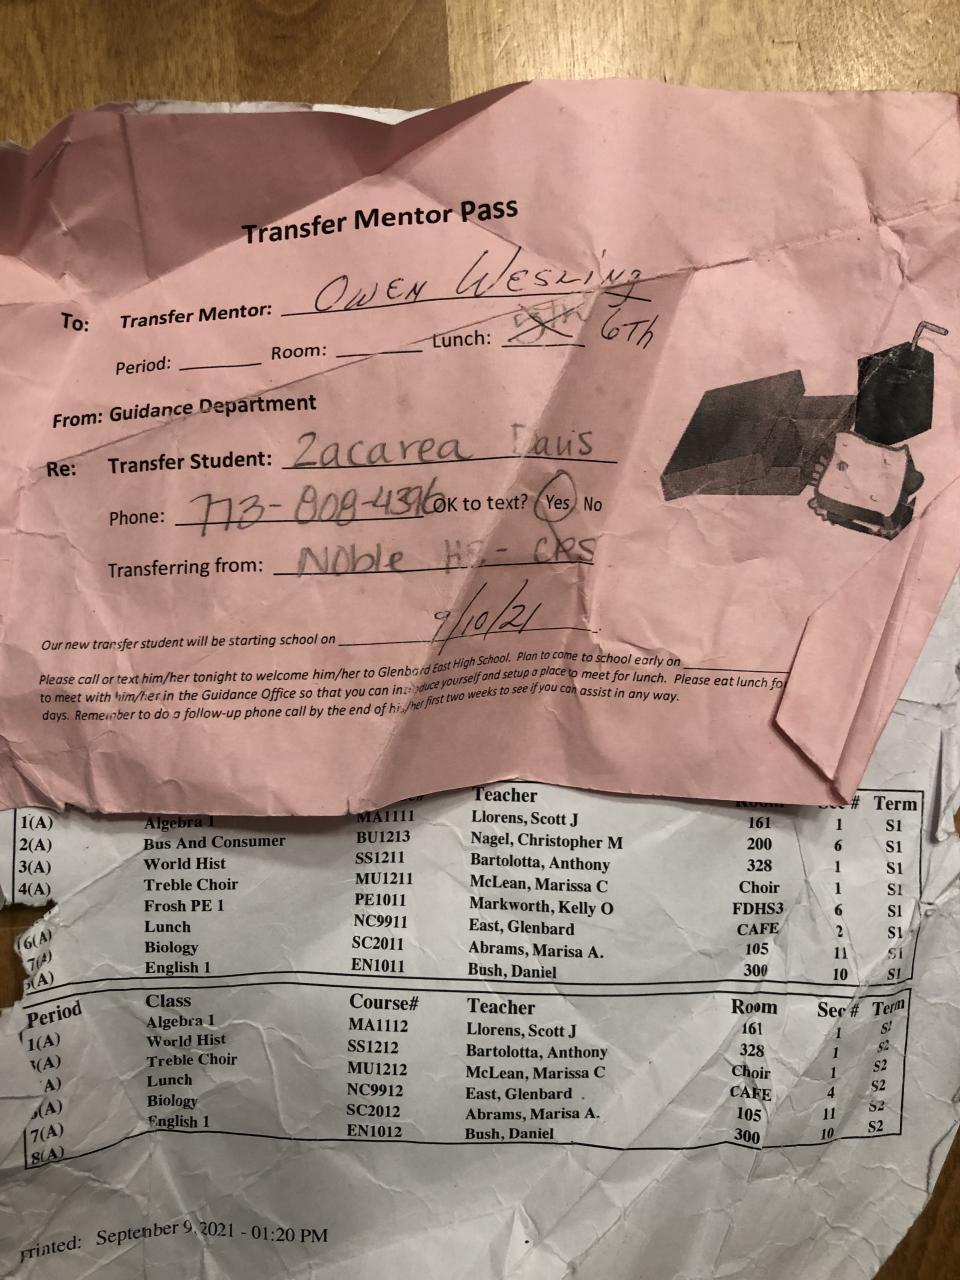 Transfer Mentor Pass
To: Transfer Mentor: OWEN WESLING
Period: Room: Lunch: 5TH 6TH
From: Guidance Department
Re: Transfer Student: Zacarea Davis
Phone: 773-808-4396 OK to text? Yes No
Transferring from: NOble HS - CPS
Our new transfer student will be starting school on 9/10/21.
Please call or text him/her tonight to welcome him/her to Glenbard East High School. Plan to come to school early on
to meet with him/her in the Guidance Office so that you can introduce yourself and setup a place to meet for lunch. Please eat lunch fo
days. Remember to do a follow-up phone call by the end of his/her first two weeks to see if you can assist in any way.
Teacher Room Sec # Term
1(A) Algebra 1 MA1111 Llorens, Scott J 161 1 S1
2(A) Bus And Consumer BU1213 Nagel, Christopher M 200 6 S1
3(A) World Hist SS1211 Bartolotta, Anthony 328 1 S1
4(A) Treble Choir MU1211 McLean, Marissa C Choir 1 S1
Frosh PE 1 PE1011 Markworth, Kelly O FDHS3 6 S1
6(A) Lunch NC9911 East, Glenbard CAFE 2 S1
7(A) Biology SC2011 Abrams, Marisa A. 105 11 S1
(A) English 1 EN1011 Bush, Daniel 300 10 S1
Period Class Course# Teacher Room Sec # Term
1(A) Algebra 1 MA1112 Llorens, Scott J 161 1 S2
(A) World Hist SS1212 Bartolotta, Anthony 328 1 S2
A) Treble Choir MU1212 McLean, Marissa C Choir 1 S2
(A) Lunch NC9912 East, Glenbard CAFE 4 S2
7(A) Biology SC2012 Abrams, Marisa A. 105 11 S2
8(A) English 1 EN1012 Bush, Daniel 300 10 S2
Printed: September 9, 2021 - 01:20 PM